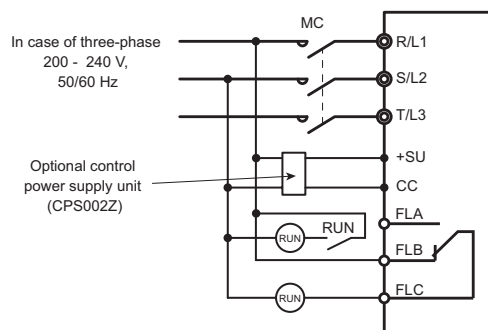 MC
In case of three-phase
200 - 240 V,
50/60 Hz
R/L1
S/L2
T/L3
Optional control
power supply unit
(CPS002Z)
+SU
CC
FLA
RUN
RUN
FLB
RUN
FLC